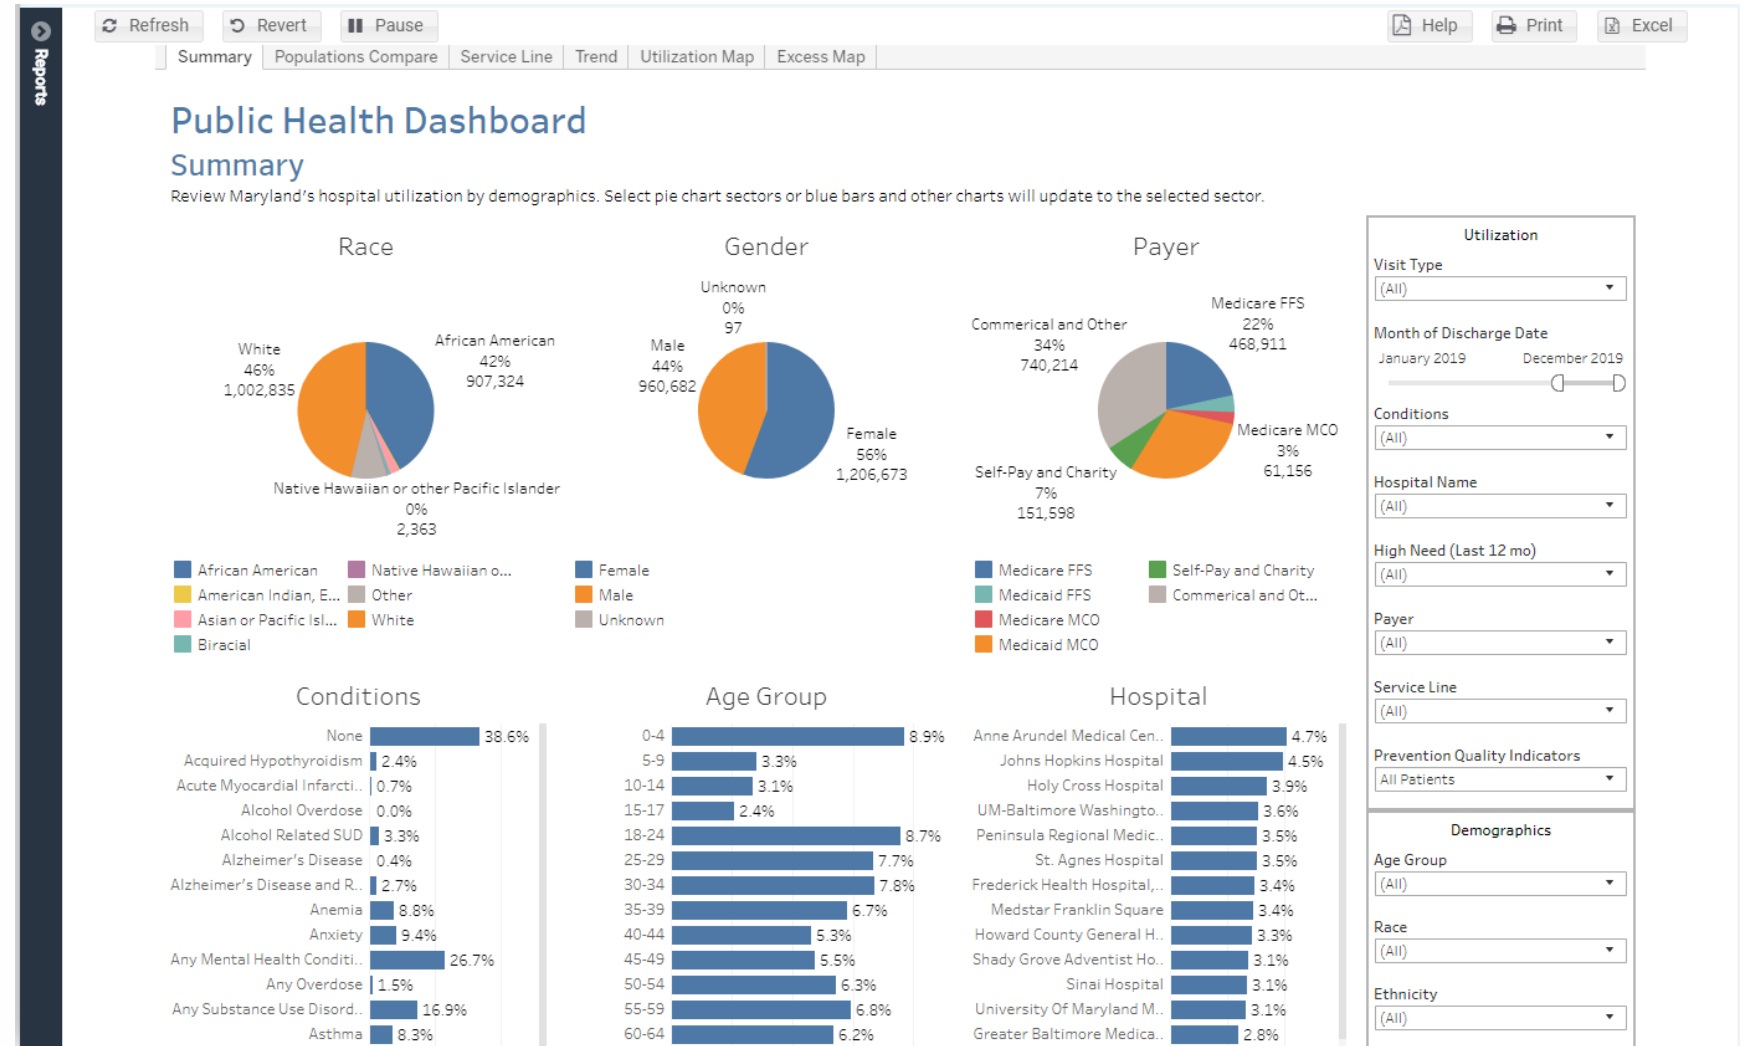 Reports
Refresh
Revert
Pause
Help
Print
Excel
Summary
Populations Compare
Service Line
Trend
Utilization Map
Excess Map
Public Health Dashboard
Summary
Review Maryland's hospital utilization by demographics. Select pie chart sectors or blue bars and other charts will update to the selected sector.
Race
White
46%
1,002,835
African American
42%
907,324
Native Hawaiian or other Pacific Islander
0%
2,363
African American
American Indian, E...
Asian or Pacific Isl...
Biracial
Native Hawaiian o...
Other
White
Gender
Unknown
0%
97
Male
44%
960,682
Female
56%
1,206,673
Female
Male
Unknown
Payer
Commerical and Other
34%
740,214
Medicare FFS
22%
468,911
Medicare MCO
3%
61,156
Self-Pay and Charity
7%
151,598
Medicare FFS
Medicaid FFS
Medicare MCO
Medicaid MCO
Self-Pay and Charity
Commerical and Ot...
Conditions
None 38.6%
Acquired Hypothyroidism 2.4%
Acute Myocardial Infarcti.. 0.7%
Alcohol Overdose 0.0%
Alcohol Related SUD 3.3%
Alzheimer's Disease 0.4%
Alzheimer's Disease and R.. 2.7%
Anemia 8.8%
Anxiety 9.4%
Any Mental Health Conditi.. 26.7%
Any Overdose 1.5%
Any Substance Use Disord.. 16.9%
Asthma 8.3%
Age Group
0-4 8.9%
5-9 3.3%
10-14 3.1%
15-17 2.4%
18-24 8.7%
25-29 7.7%
30-34 7.8%
35-39 6.7%
40-44 5.3%
45-49 5.5%
50-54 6.3%
55-59 6.8%
60-64 6.2%
Hospital
Anne Arundel Medical Cen.. 4.7%
Johns Hopkins Hospital 4.5%
Holy Cross Hospital 3.9%
UM-Baltimore Washingto.. 3.6%
Peninsula Regional Medic.. 3.5%
St. Agnes Hospital 3.5%
Frederick Health Hospital,.. 3.4%
Medstar Franklin Square 3.4%
Howard County General H.. 3.3%
Shady Grove Adventist Ho.. 3.1%
Sinai Hospital 3.1%
University Of Maryland M.. 3.1%
Greater Baltimore Medica.. 2.8%
Utilization
Visit Type
(All)
Month of Discharge Date
January 2019 December 2019
Conditions
(All)
Hospital Name
(All)
High Need (Last 12 mo)
(All)
Payer
(All)
Service Line
(All)
Prevention Quality Indicators
All Patients
Demographics
Age Group
(All)
Race
(All)
Ethnicity
(All)